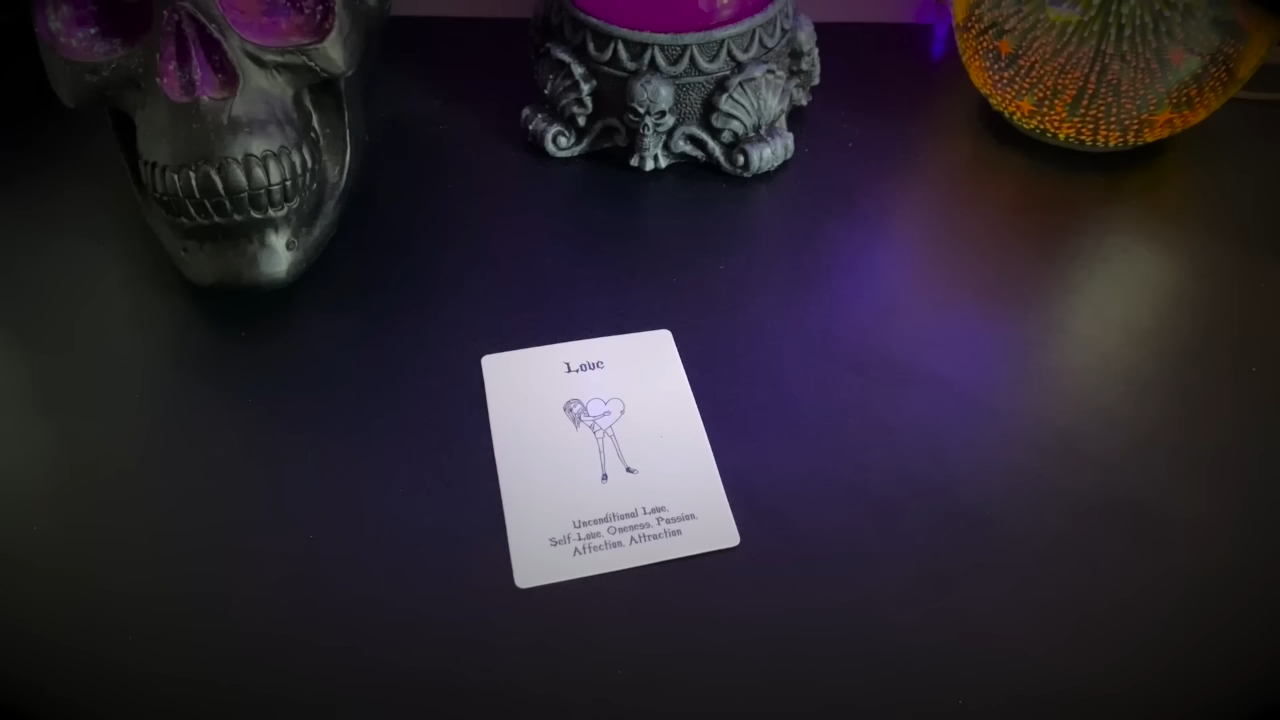 Love
Unconditional Love,
Self-Love, Oneness, Passion,
Affection, Attraction